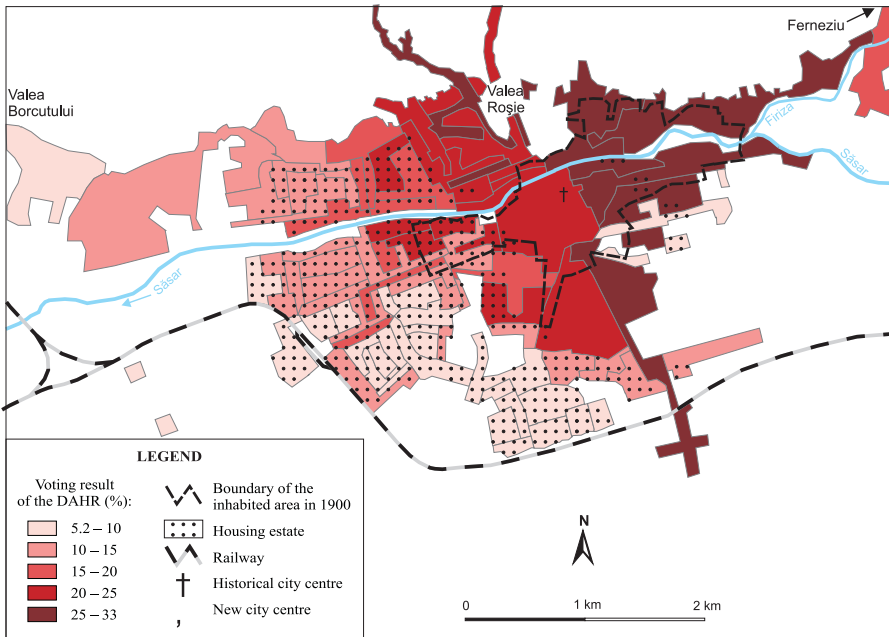 Ferneziu
Valea
Borcutului
Valea
Roșie
Firiza
Săsar
Săsar
LEGEND
Voting result
of the DAHR (%):
5.2 – 10
10 – 15
15 – 20
20 – 25
25 – 33
Boundary of the
inhabited area in 1900
Housing estate
Railway
Historical city centre
, New city centre
N
0 1 km 2 km